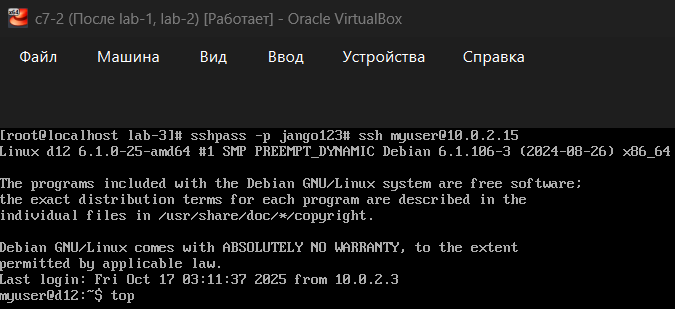 c7-2 (После lab-1, lab-2) [Работает] - Oracle VirtualBox
Файл Машина Вид Ввод Устройства Справка
[root@localhost lab-3]# sshpass -p jango123# ssh myuser@10.0.2.15
Linux d12 6.1.0-25-amd64 #1 SMP PREEMPT_DYNAMIC Debian 6.1.106-3 (2024-08-26) x86_64
The programs included with the Debian GNU/Linux system are free software;
the exact distribution terms for each program are described in the
individual files in /usr/share/doc/*/copyright.
Debian GNU/Linux comes with ABSOLUTELY NO WARRANTY, to the extent
permitted by applicable law.
Last login: Fri Oct 17 03:11:37 2025 from 10.0.2.3
myuser@d12:~$ top